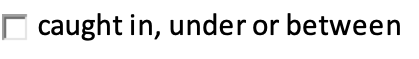 caught in, under or between